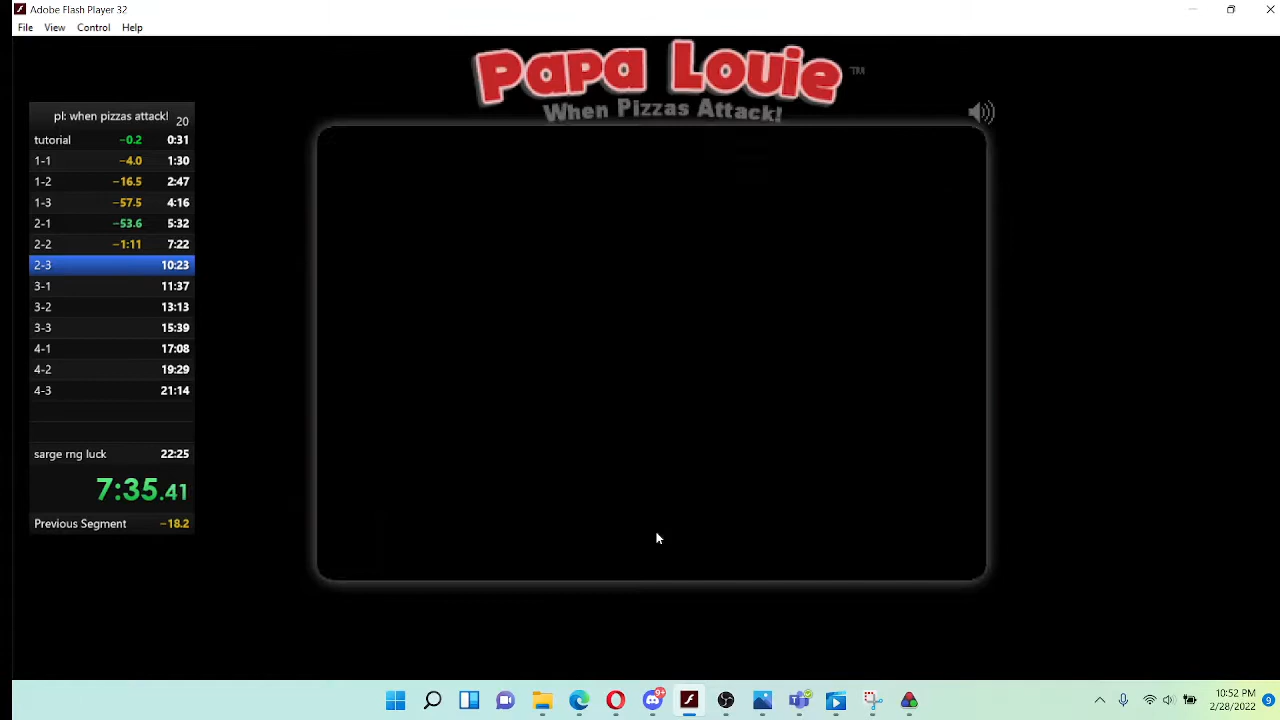 Adobe Flash Player 32
File View Control Help
Papa Louie ™
When Pizzas Attack!
pl: when pizzas attack! 20
tutorial −0.2 0:31
1-1 −4.0 1:30
1-2 −16.5 2:47
1-3 −57.5 4:16
2-1 −53.6 5:32
2-2 −1:11 7:22
2-3 10:23
3-1 11:37
3-2 13:13
3-3 15:39
4-1 17:08
4-2 19:29
4-3 21:14
sarge rng luck 22:25
7:35.41
Previous Segment −18.2
9+
10:52 PM
2/28/2022
9